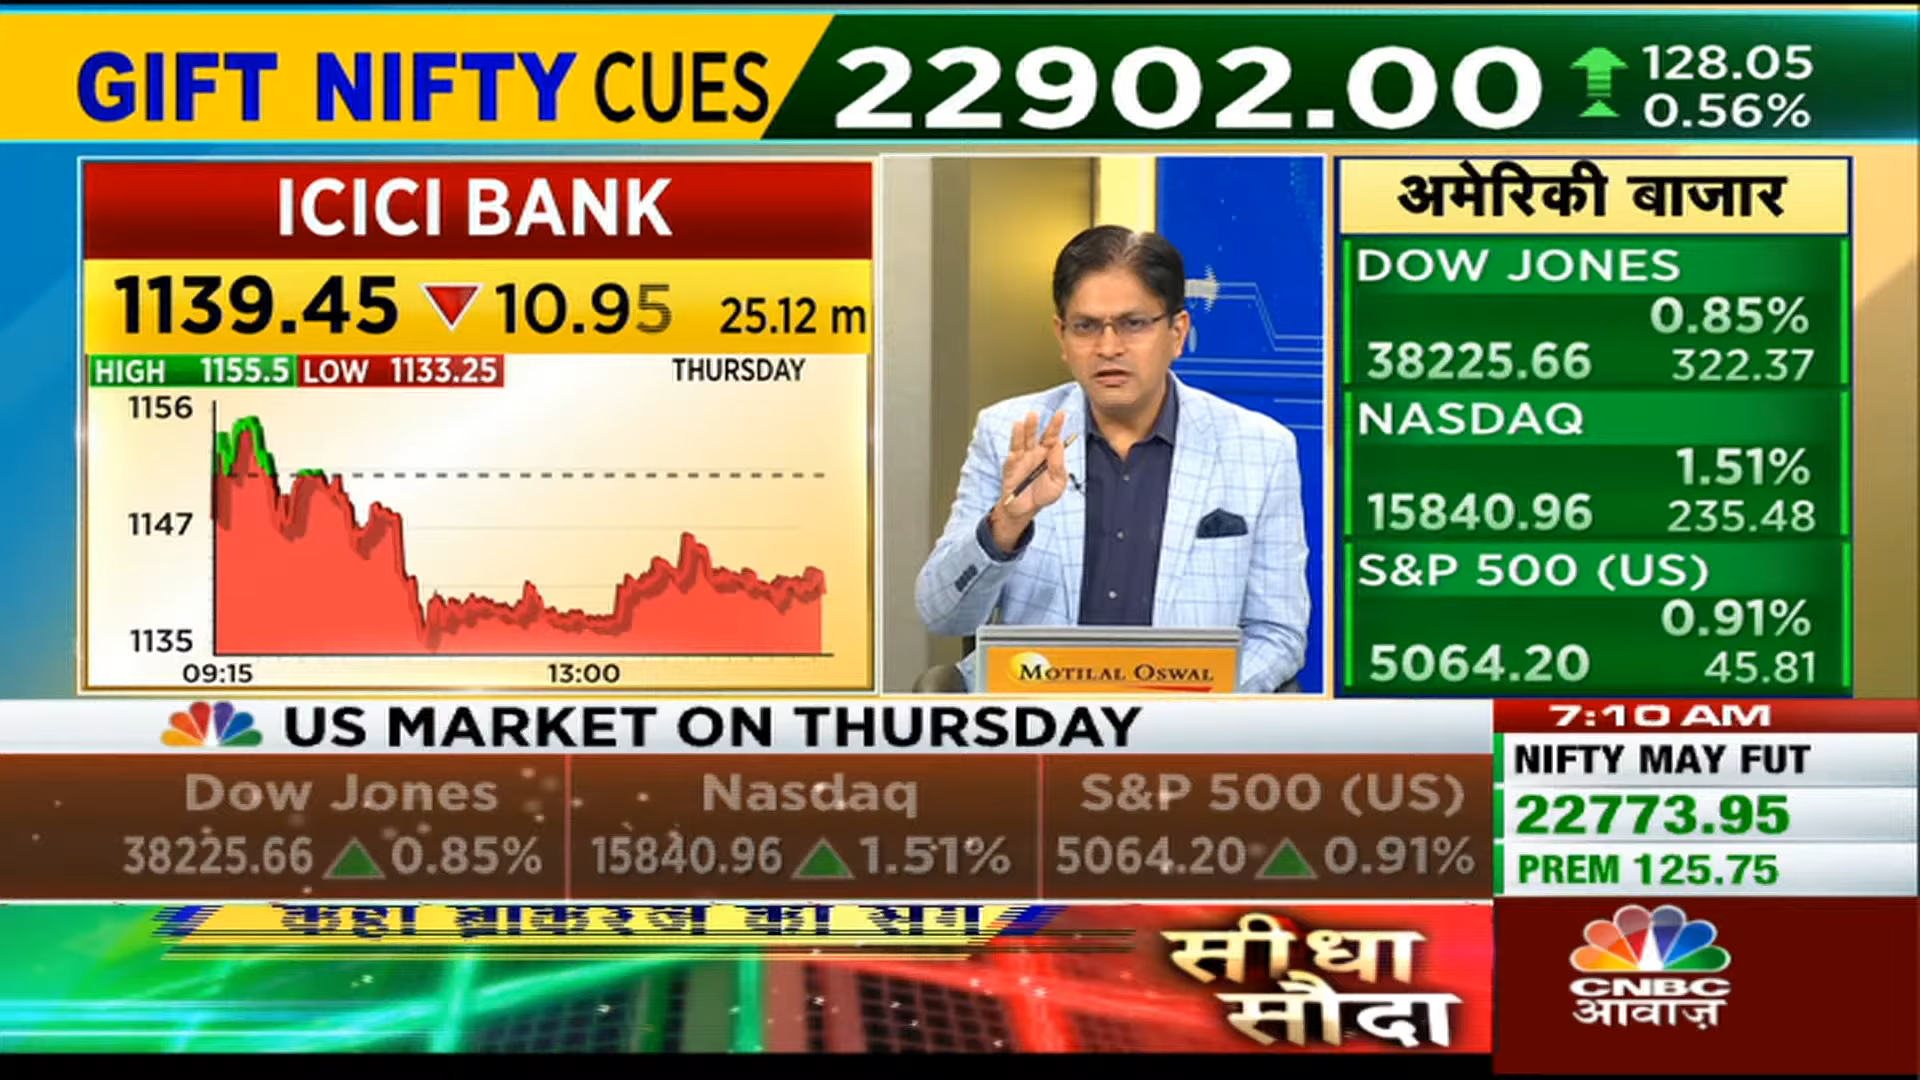 GIFT NIFTY CUES 22902.00 128.05
0.56%
ICICI BANK
1139.45 10.95 25.12 m
HIGH 1155.5 LOW 1133.25 THURSDAY
1156
1147
1135
09:15 13:00
MOTILAL OSWAL
अमेरिकी बाजार
DOW JONES
0.85%
38225.66 322.37
NASDAQ
1.51%
15840.96 235.48
S&P 500 (US)
0.91%
5064.20 45.81
US MARKET ON THURSDAY
Dow Jones Nasdaq S&P 500 (US)
38225.66 0.85% 15840.96 1.51% 5064.20 0.91%
7:10 AM
NIFTY MAY FUT
22773.95
PREM 125.75
सीधा
सौदा
CNBC
आवाज़